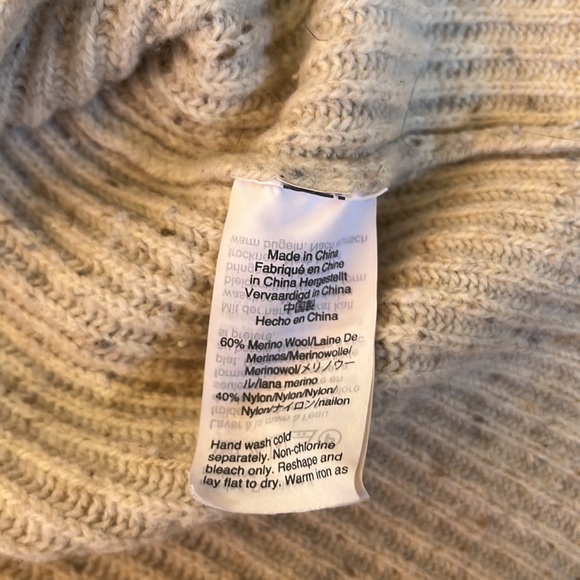 Made in China
Fabriqué en Chine
in China Hergestellt
Vervaardigd in China
中国製
Hecho en China
60% Merino Wool/Laine De
Merinos/Merinowolle/
Merinowol/メリノウー
ル/lana merino
40% Nylon/Nylon/Nylon/
Nylon/ナイロン/nailon
Hand wash cold
separately. Non-chlorine
bleach only. Reshape and
lay flat to dry. Warm iron as